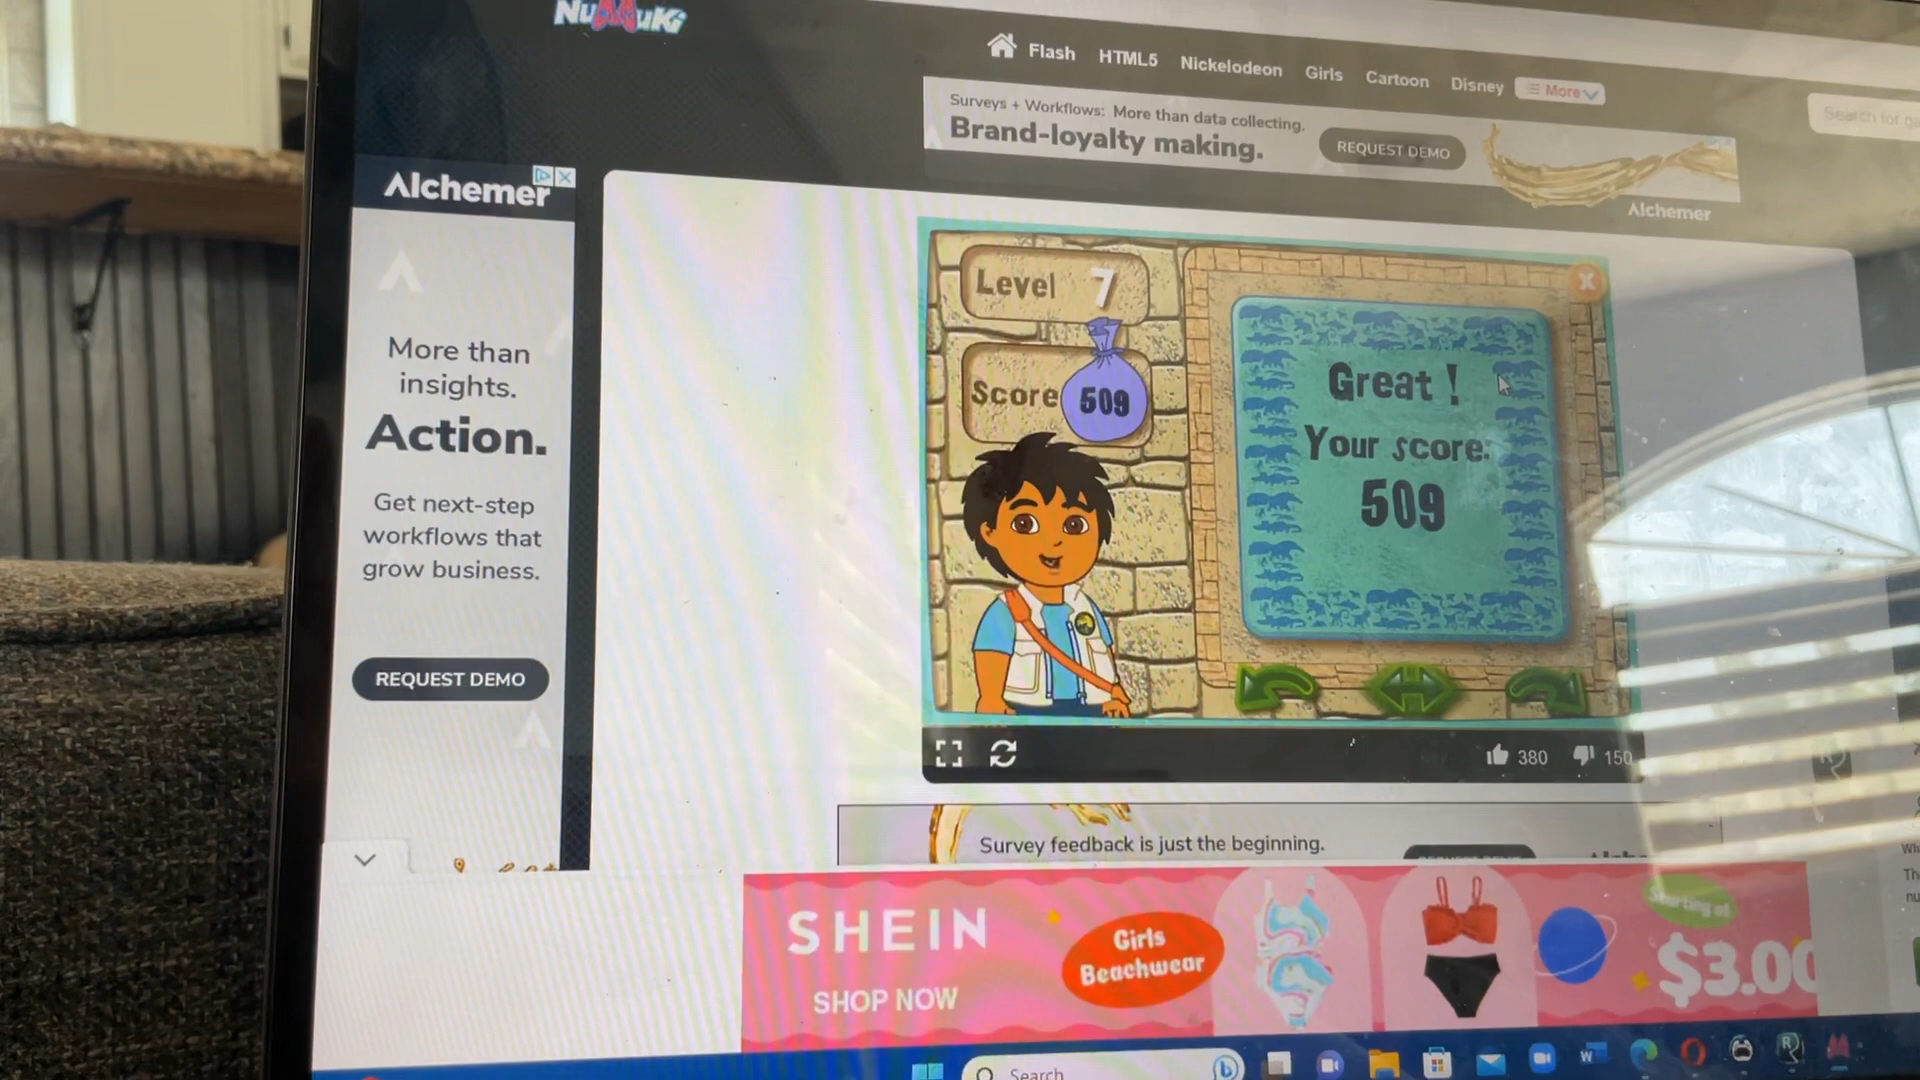 NuMuKi
Flash HTML5 Nickelodeon Girls Cartoon Disney More
Surveys + Workflows: More than data collecting.
Brand-loyalty making.
REQUEST DEMO
Alchemer
Alchemer
More than
insights.
Action.
Get next-step
workflows that
grow business.
REQUEST DEMO
Level 7
Score 509
Great !
Your score:
509
380 150
Survey feedback is just the beginning.
SHEIN
SHOP NOW
Girls
Beachwear
Starting at
$3.00
Search